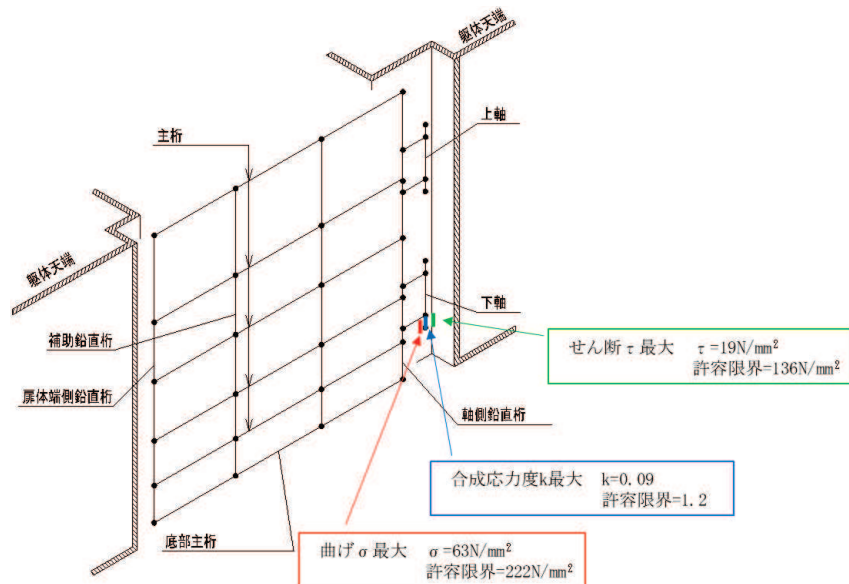 躯体天端
主桁
上軸
躯体天端
下軸
補助鉛直桁
扉体端側鉛直桁
軸側鉛直桁
底部主桁
せん断τ最大 τ=19N/mm²
許容限界=136N/mm²
合成応力度k最大 k=0.09
許容限界=1.2
曲げσ最大 σ=63N/mm²
許容限界=222N/mm²